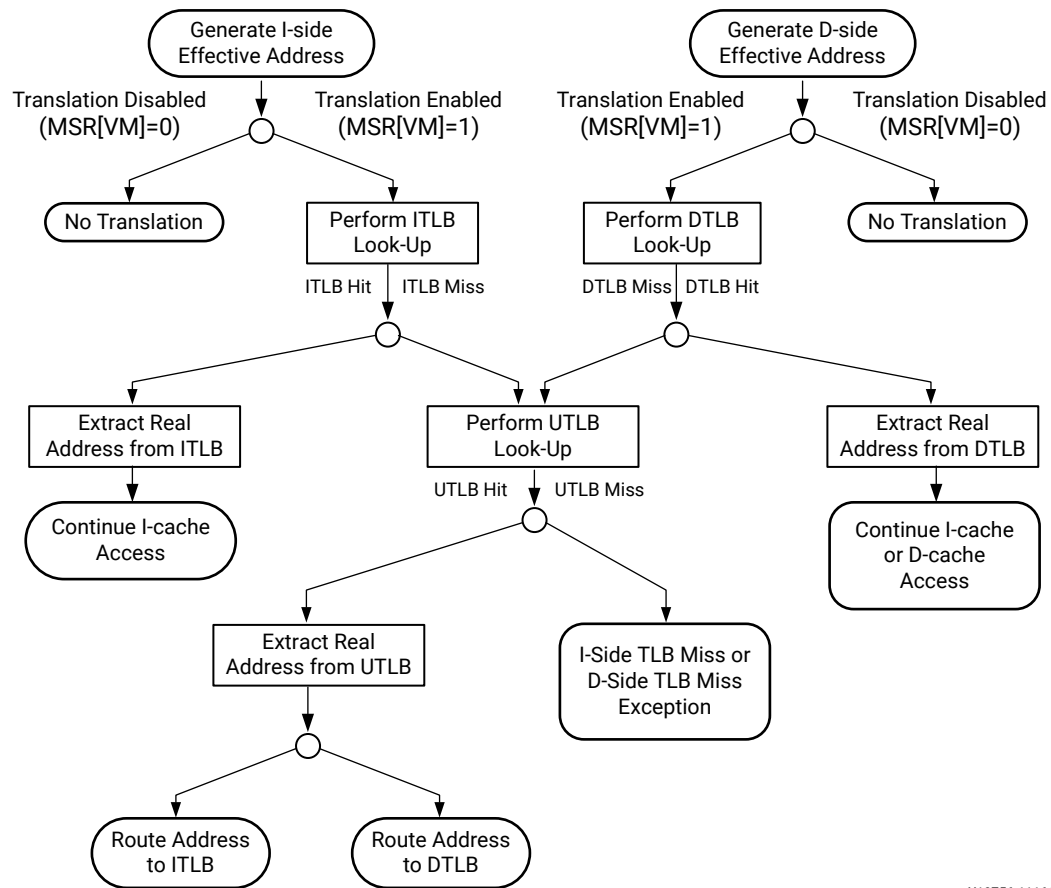 Generate I-side
Effective Address
Generate D-side
Effective Address
Translation Disabled
(MSR[VM]=0)
Translation Enabled
(MSR[VM]=1)
Translation Enabled
(MSR[VM]=1)
Translation Disabled
(MSR[VM]=0)
No Translation
Perform ITLB
Look-Up
Perform DTLB
Look-Up
No Translation
ITLB Hit
ITLB Miss
DTLB Miss
DTLB Hit
Extract Real
Address from ITLB
Perform UTLB
Look-Up
Extract Real
Address from DTLB
UTLB Hit
UTLB Miss
Continue I-cache
Access
Continue I-cache
or D-cache
Access
Extract Real
Address from UTLB
I-Side TLB Miss or
D-Side TLB Miss
Exception
Route Address
to ITLB
Route Address
to DTLB